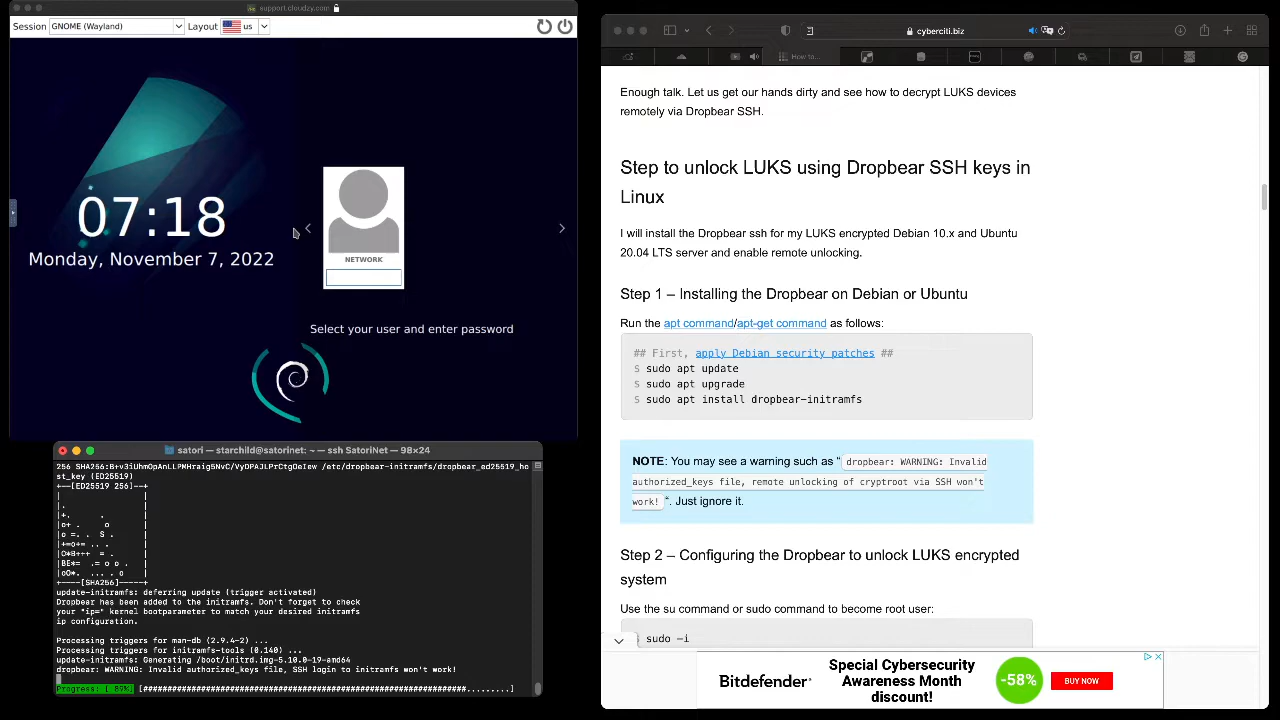 support.cloudzy.com
Session GNOME (Wayland) Layout us
07:18
Monday, November 7, 2022
NETWORK
Select your user and enter password
satori — starchild@satorinet: ~ — ssh SatoriNet — 98×24
st_key (ED25519)
+--[ED25519 256]--+
| |
|. |
|+. . |
|o+ . o |
|o =. . S . |
|+=o+= .. . |
|O*B+++ = . |
|BE*= .= o o . |
|oO*. ... . o |
+----[SHA256]-----+
update-initramfs: deferring update (trigger activated)
Dropbear has been added to the initramfs. Don't forget to check
your "ip=" kernel bootparameter to match your desired initramfs
ip configuration.
Processing triggers for man-db (2.9.4-2) ...
Processing triggers for initramfs-tools (0.140) ...
update-initramfs: Generating /boot/initrd.img-5.10.0-19-amd64
dropbear: WARNING: Invalid authorized_keys file, SSH login to initramfs won't work!
Progress: [ 89%]
cyberciti.biz
How to...
Enough talk. Let us get our hands dirty and see how to decrypt LUKS devices
remotely via Dropbear SSH.
Step to unlock LUKS using Dropbear SSH keys in
Linux
I will install the Dropbear ssh for my LUKS encrypted Debian 10.x and Ubuntu
20.04 LTS server and enable remote unlocking.
Step 1 – Installing the Dropbear on Debian or Ubuntu
Run the apt command/apt-get command as follows:
## First, apply Debian security patches ##
$ sudo apt update
$ sudo apt upgrade
$ sudo apt install dropbear-initramfs
NOTE: You may see a warning such as “ dropbear: WARNING: Invalid
authorized_keys file, remote unlocking of cryptroot via SSH won't
work! “. Just ignore it.
Step 2 – Configuring the Dropbear to unlock LUKS encrypted
system
Use the su command or sudo command to become root user:
sudo -i
Bitdefender
Special Cybersecurity
Awareness Month
discount!
-58%
BUY NOW